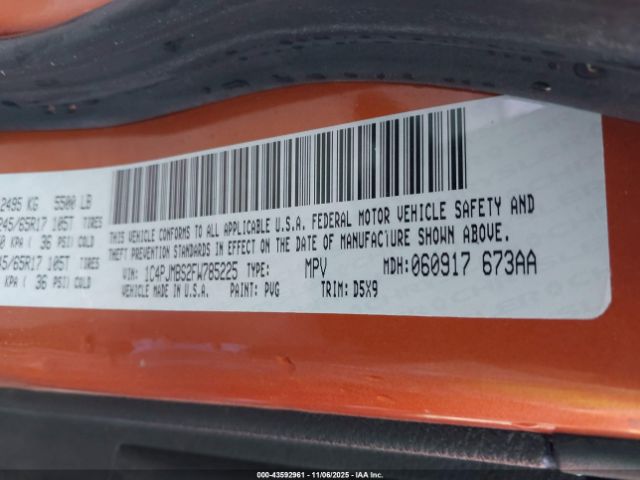 2495 KG 5500 LB
245/65R17 105T TIRES
KPA ( 36 PSI) COLD
45/65R17 105T TIRES
KPA ( 36 PSI) COLD
THIS VEHICLE CONFORMS TO ALL APPLICABLE U.S.A. FEDERAL MOTOR VEHICLE SAFETY AND
THEFT PREVENTION STANDARDS IN EFFECT ON THE DATE OF MANUFACTURE SHOWN ABOVE.
VIN: 1C4PJMBS2FW785225 TYPE: MPV MDH:060917 673AA
VEHICLE MADE IN U.S.A. PAINT: PVG TRIM: D5X9
000-43592961 - 11/06/2025 - IAA Inc.